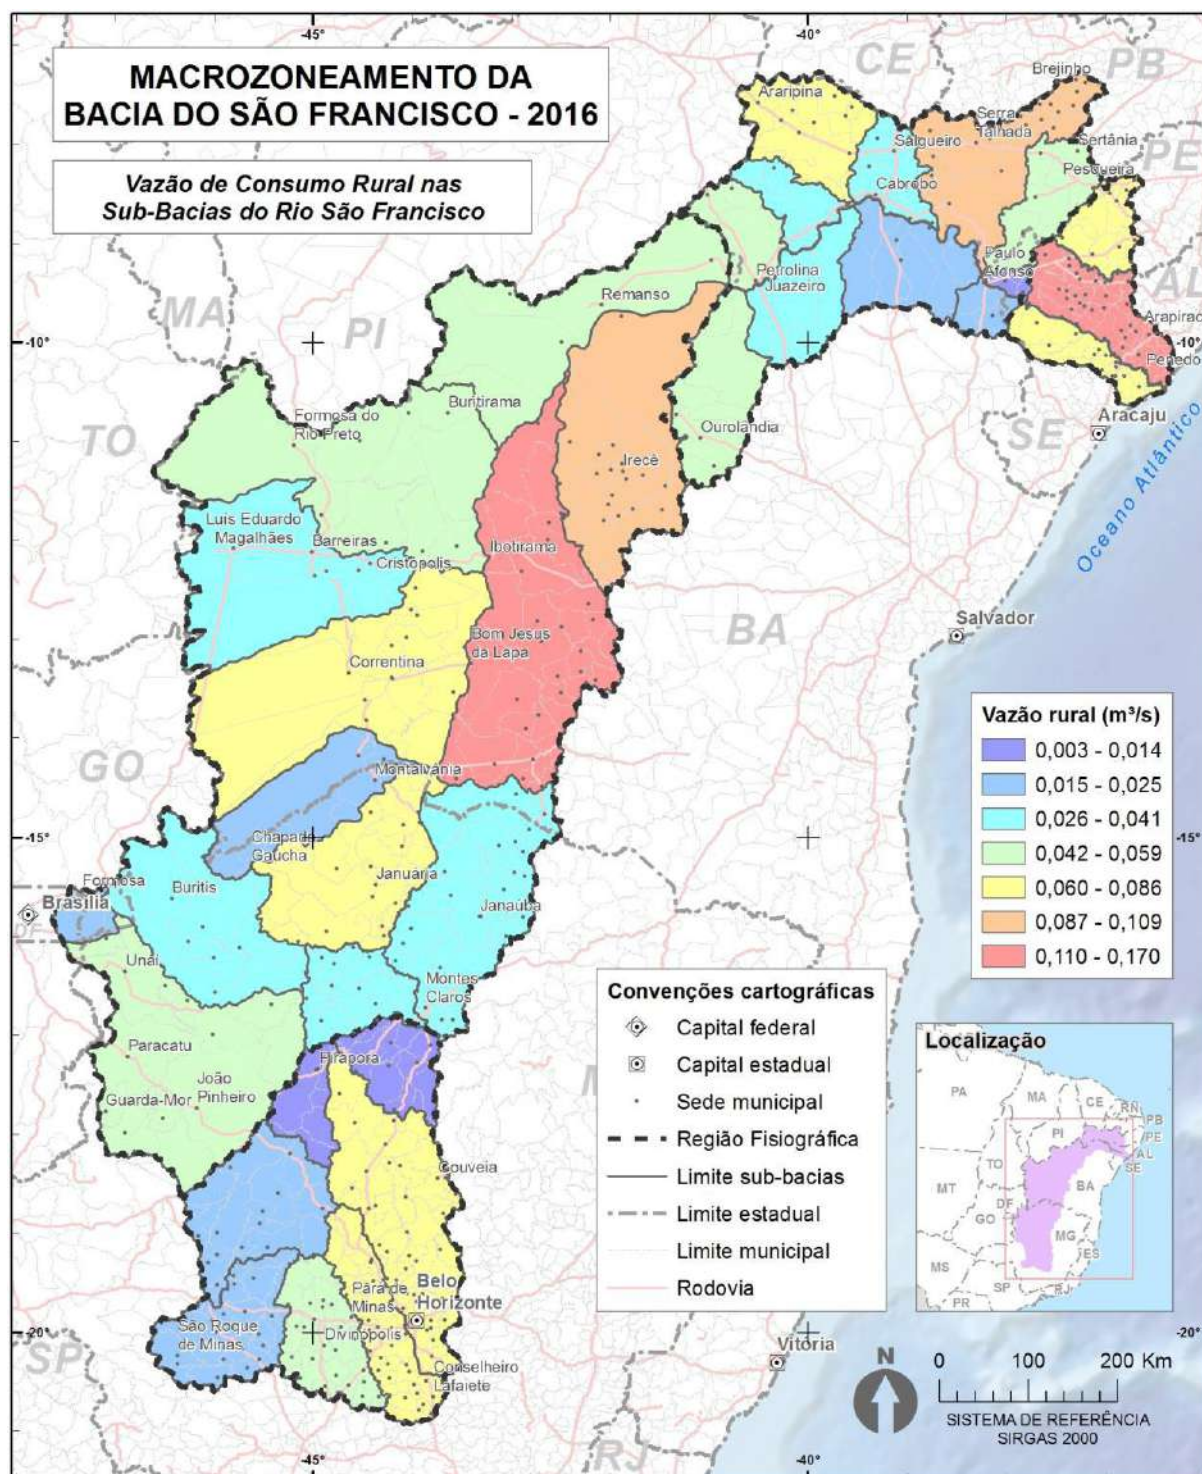 -45°
-40°
MACROZONEAMENTO DA
BACIA DO SÃO FRANCISCO - 2016
Vazão de Consumo Rural nas
Sub-Bacias do Rio São Francisco
CE
PB
Brejinho
Araripina
Serra
Talhada
Salgueiro
Sertânia
PE
Pesqueira
Cabrobó
Paulo
Afonso
Petrolina
Juazeiro
AL
MA
PI
Remanso
Arapirac
-10°
-10°
Penedo
Buritirama
Formosa do
Rio Preto
Aracaju
TO
Ourolândia
SE
Irecê
Oceano Atlântico
Luis Eduardo
Magalhães
Barreiras
Ibotirama
Cristópolis
Salvador
BA
Bom Jesus
da Lapa
Correntina
GO
Montalvânia
Vazão rural (m³/s)
0,003 - 0,014
0,015 - 0,025
0,026 - 0,041
0,042 - 0,059
0,060 - 0,086
0,087 - 0,109
0,110 - 0,170
-15°
Chapada
Gaúcha
Formosa
Buritis
Januária
Brasília
DF
Janaúba
Unaí
Montes
Claros
Paracatu
Pirapora
João
Pinheiro
Guarda-Mor
Gouveia
Belo
Horizonte
Pará de
Minas
São Roque
de Minas
Divinópolis
Conselheiro
Lafaiete
-20°
-20°
SP
Vitória
RJ
-45°
-40°
Convenções cartográficas
Capital federal
Capital estadual
Sede municipal
Região Fisiográfica
Limite sub-bacias
Limite estadual
Limite municipal
Rodovia
Localização
PA
MA
CE
RN
PB
PI
PE
AL
SE
TO
BA
MT
DF
GO
MG
ES
MS
SP
RJ
PR
N
0 100 200 Km
SISTEMA DE REFERÊNCIA
SIRGAS 2000